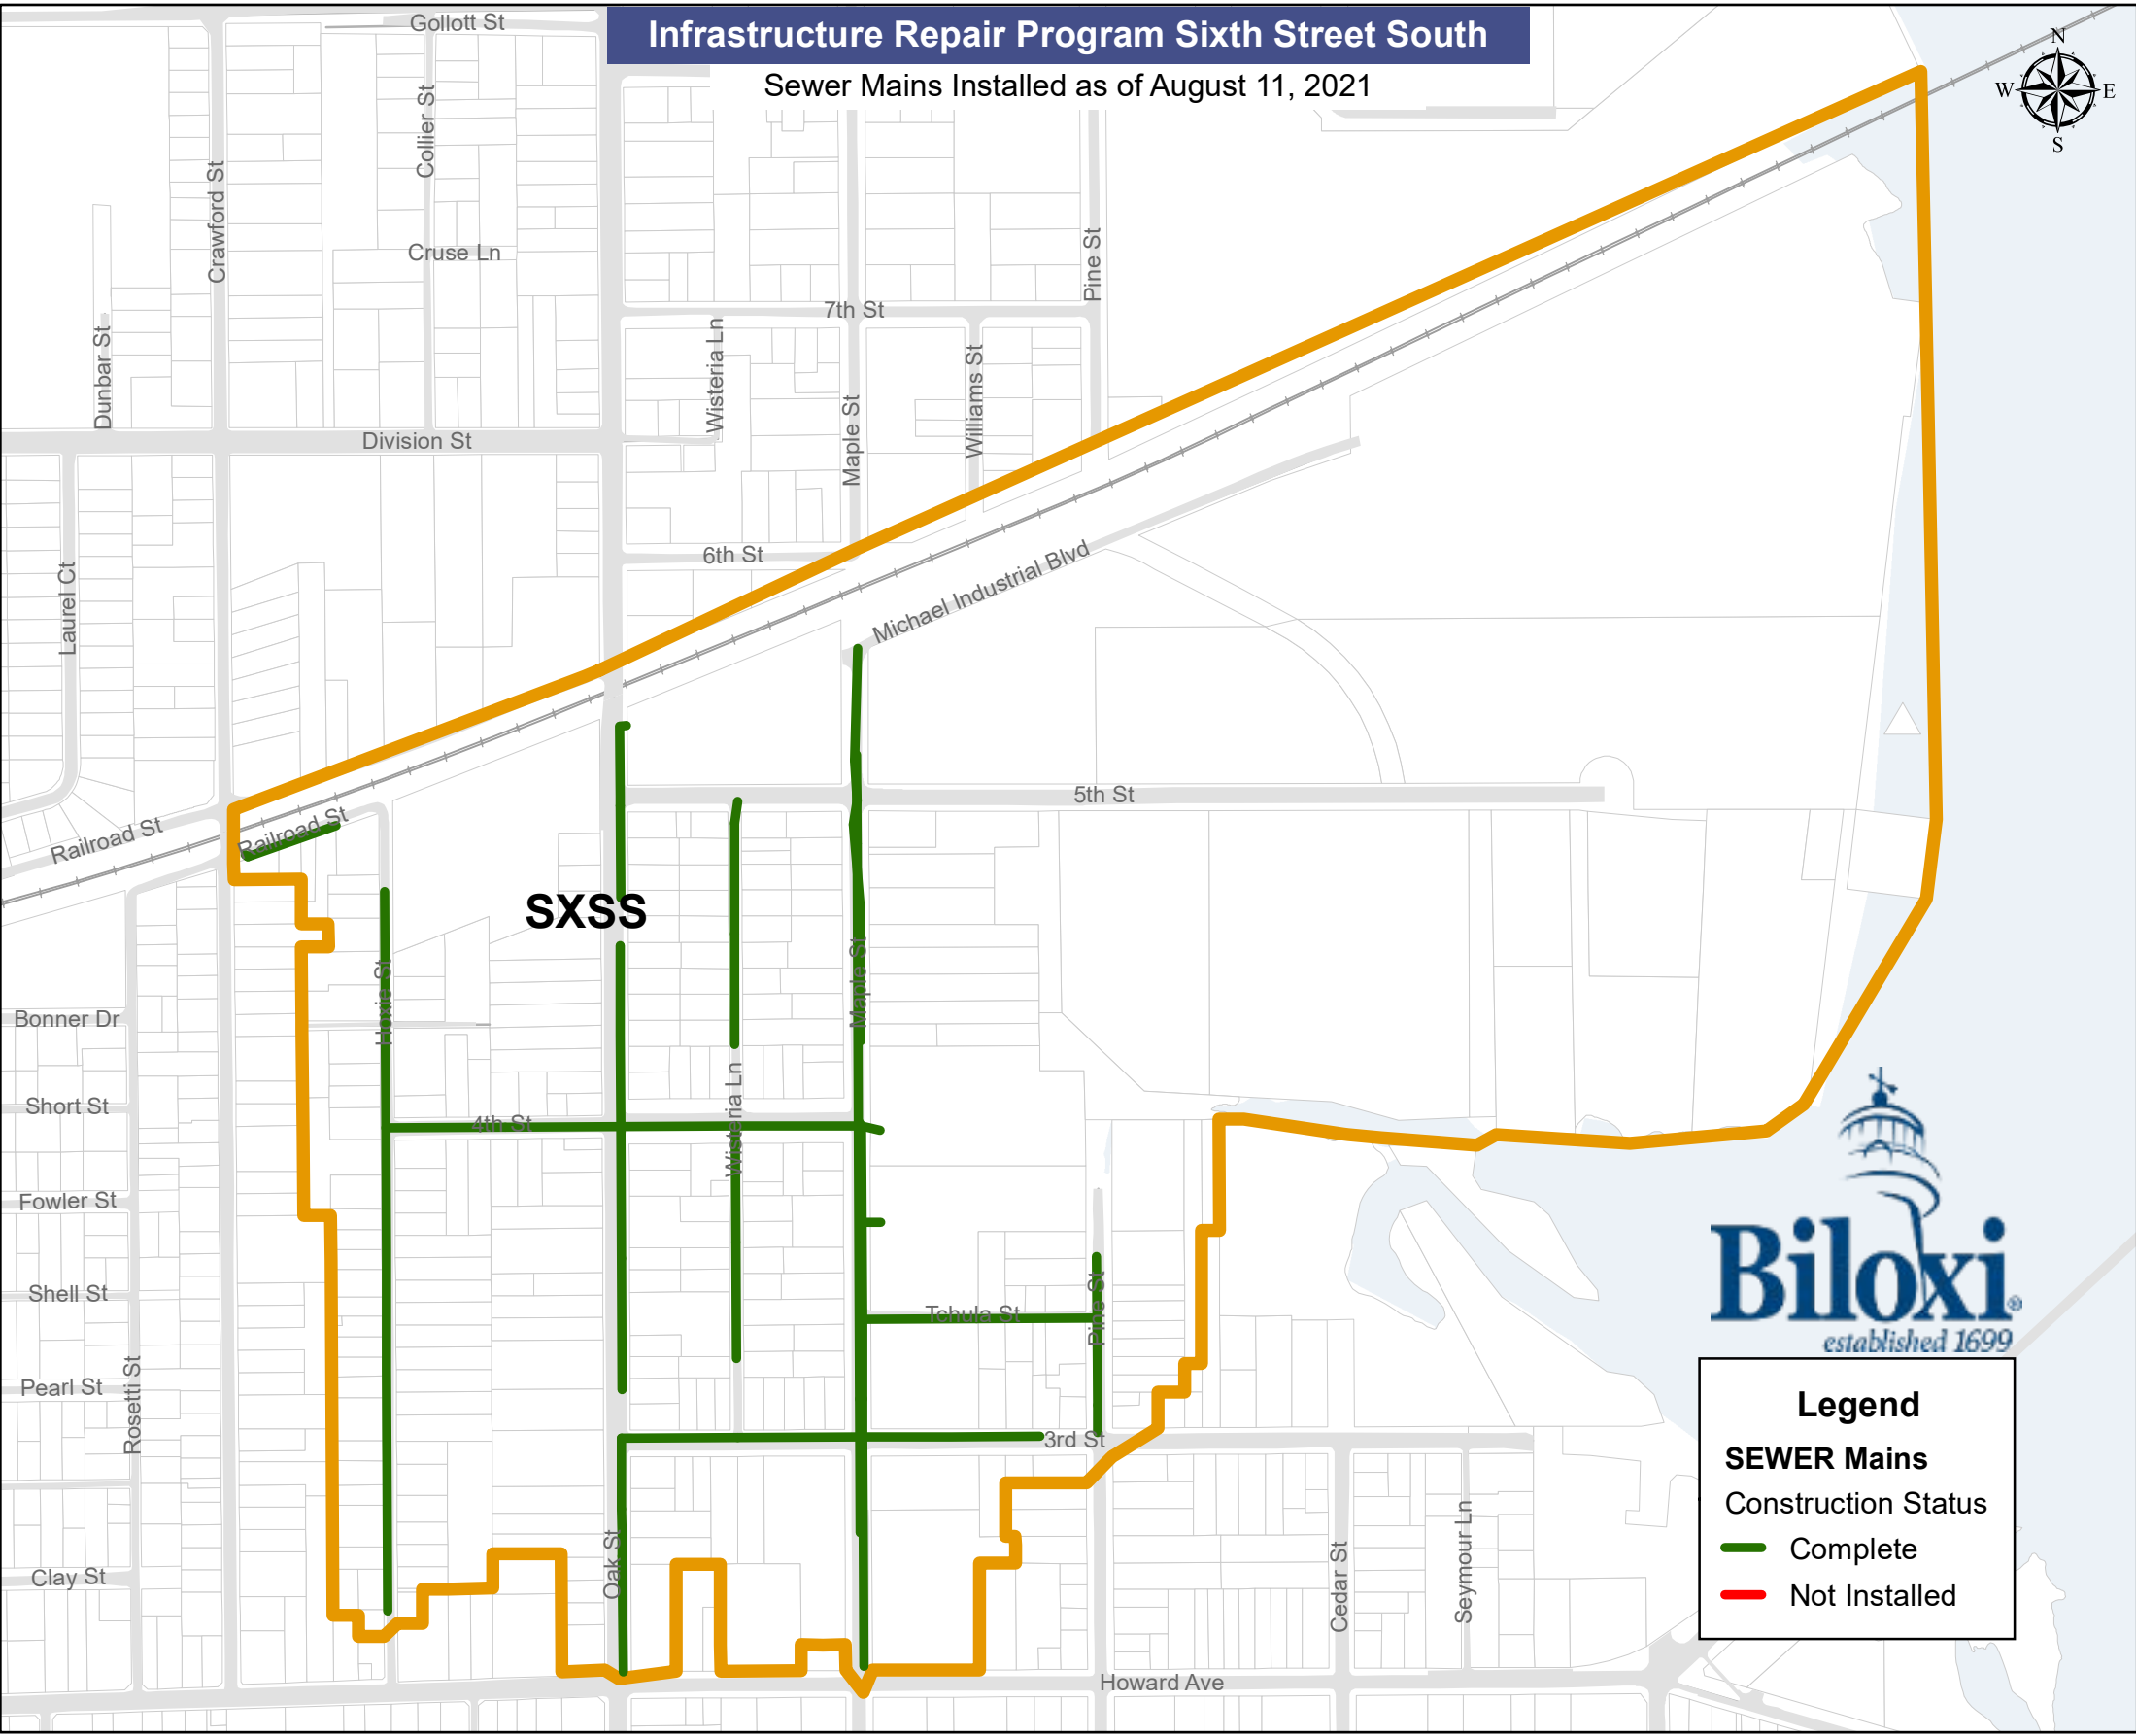 Infrastructure Repair Program Sixth Street South
Sewer Mains Installed as of August 11, 2021
N
W
E
S
Gollott St
Collier St
Crawford St
Cruse Ln
Pine St
7th St
Dunbar St
Wisteria Ln
Maple St
Williams St
Division St
6th St
Laurel Ct
Michael Industrial Blvd
5th St
Railroad St
Railroad St
SXSS
Maple St
Bonner Dr
Short St
4th St
Wisteria Ln
Fowler St
Shell St
Tchula St
Pine St
Pearl St
Rosetti St
3rd St
Oak St
Clay St
Cedar St
Seymour Ln
Howard Ave
Biloxi®
established 1699
Legend
SEWER Mains
Construction Status
Complete
Not Installed